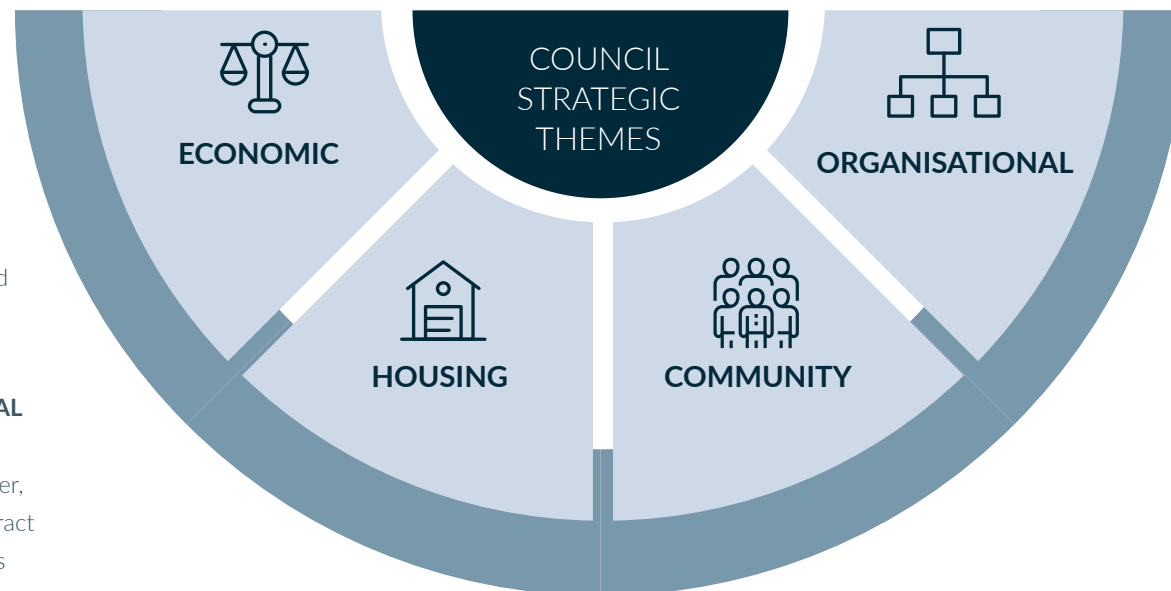 COUNCIL
STRATEGIC
THEMES
ECONOMIC
ORGANISATIONAL
HOUSING
COMMUNITY